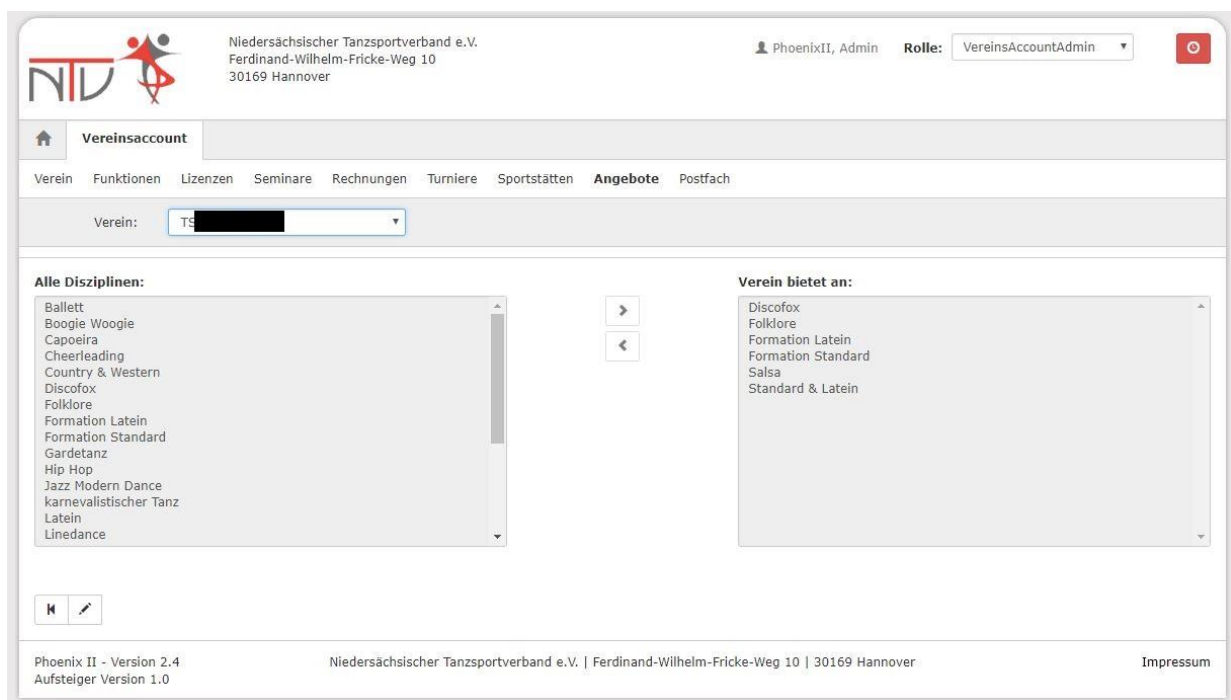 NTV
Niedersächsischer Tanzsportverband e.V.
Ferdinand-Wilhelm-Fricke-Weg 10
30169 Hannover
PhoenixII, Admin Rolle: VereinsAccountAdmin
Vereinsaccount
Verein Funktionen Lizenzen Seminare Rechnungen Turniere Sportstätten Angebote Postfach
Verein: TS
Alle Disziplinen:
Ballett
Boogie Woogie
Capoeira
Cheerleading
Country & Western
Discofox
Folklore
Formation Latein
Formation Standard
Gardetanz
Hip Hop
Jazz Modern Dance
karnevalistischer Tanz
Latein
Linedance
Verein bietet an:
Discofox
Folklore
Formation Latein
Formation Standard
Salsa
Standard & Latein
Phoenix II - Version 2.4
Aufsteiger Version 1.0
Niedersächsischer Tanzsportverband e.V. | Ferdinand-Wilhelm-Fricke-Weg 10 | 30169 Hannover
Impressum